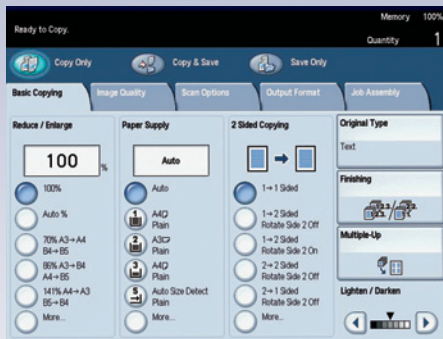 Memory 100%
Ready to Copy.
Quantity 1
Copy Only
Copy & Save
Save Only
Basic Copying
Image Quality
Scan Options
Output Format
Job Assembly
Reduce / Enlarge
100 %
100%
Auto %
70% A3→A4
B4→B5
86% A3→B4
A4→B5
141% A4→A3
B5→B4
More...
Paper Supply
Auto
Auto
1 A4
Plain
2 A3
Plain
3 A4
Plain
5 Auto Size Detect
Plain
More...
2 Sided Copying
1→1 Sided
1→2 Sided
Rotate Side 2 Off
1→2 Sided
Rotate Side 2 On
2→2 Sided
Rotate Side 2 Off
2→1 Sided
Rotate Side 2 Off
More...
Original Type
Text
Finishing
Multiple-Up
Lighten / Darken